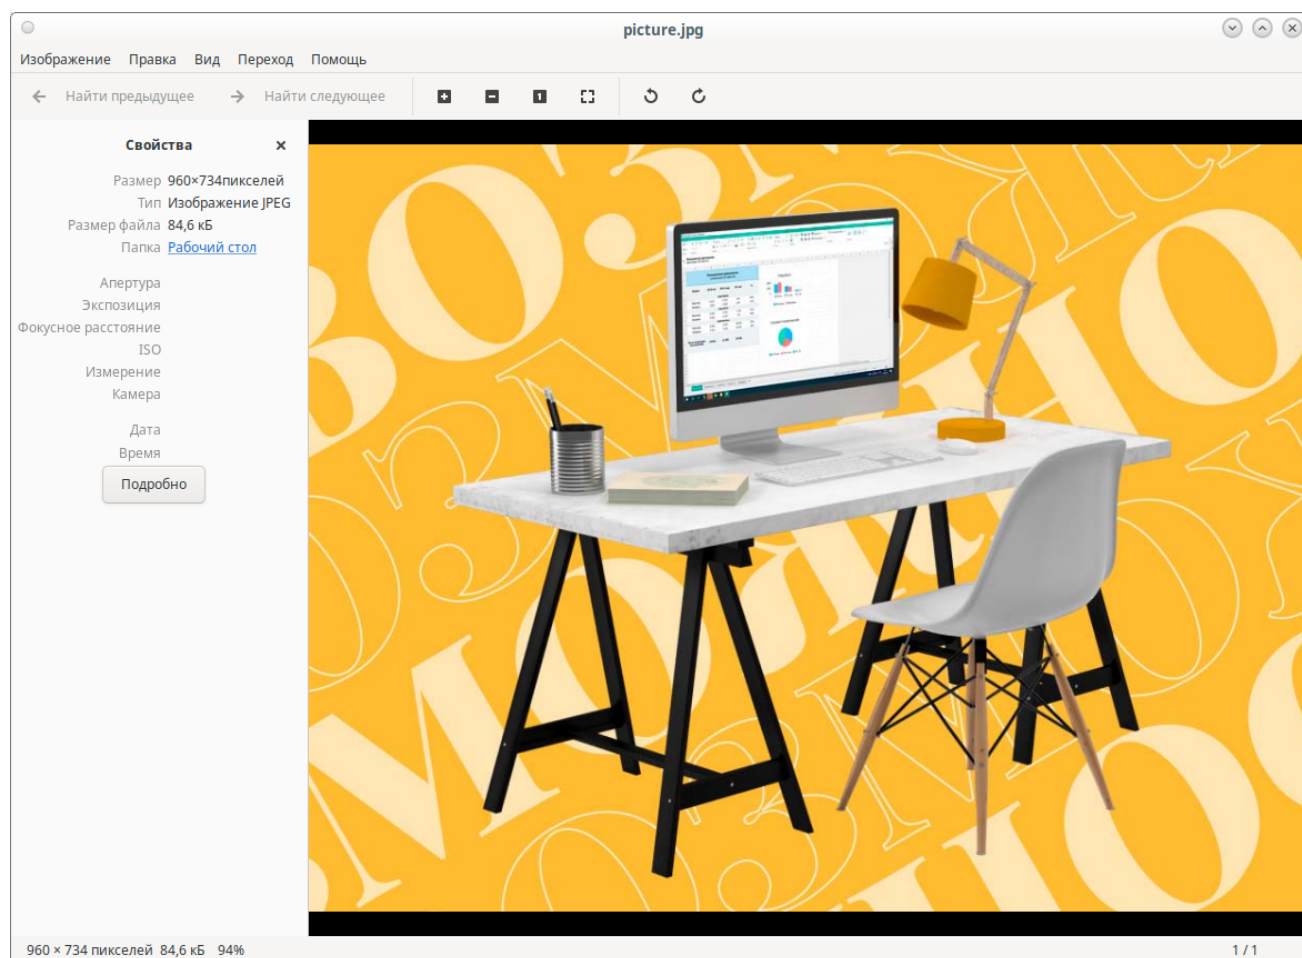 picture.jpg
Изображение Правка Вид Переход Помощь
Найти предыдущее Найти следующее
Свойства
Размер 960×734пикселей
Тип Изображение JPEG
Размер файла 84,6 кБ
Папка Рабочий стол
Апертура
Экспозиция
Фокусное расстояние
ISO
Измерение
Камера
Дата
Время
Подробно
960 × 734 пикселей 84,6 кБ 94%
1 / 1